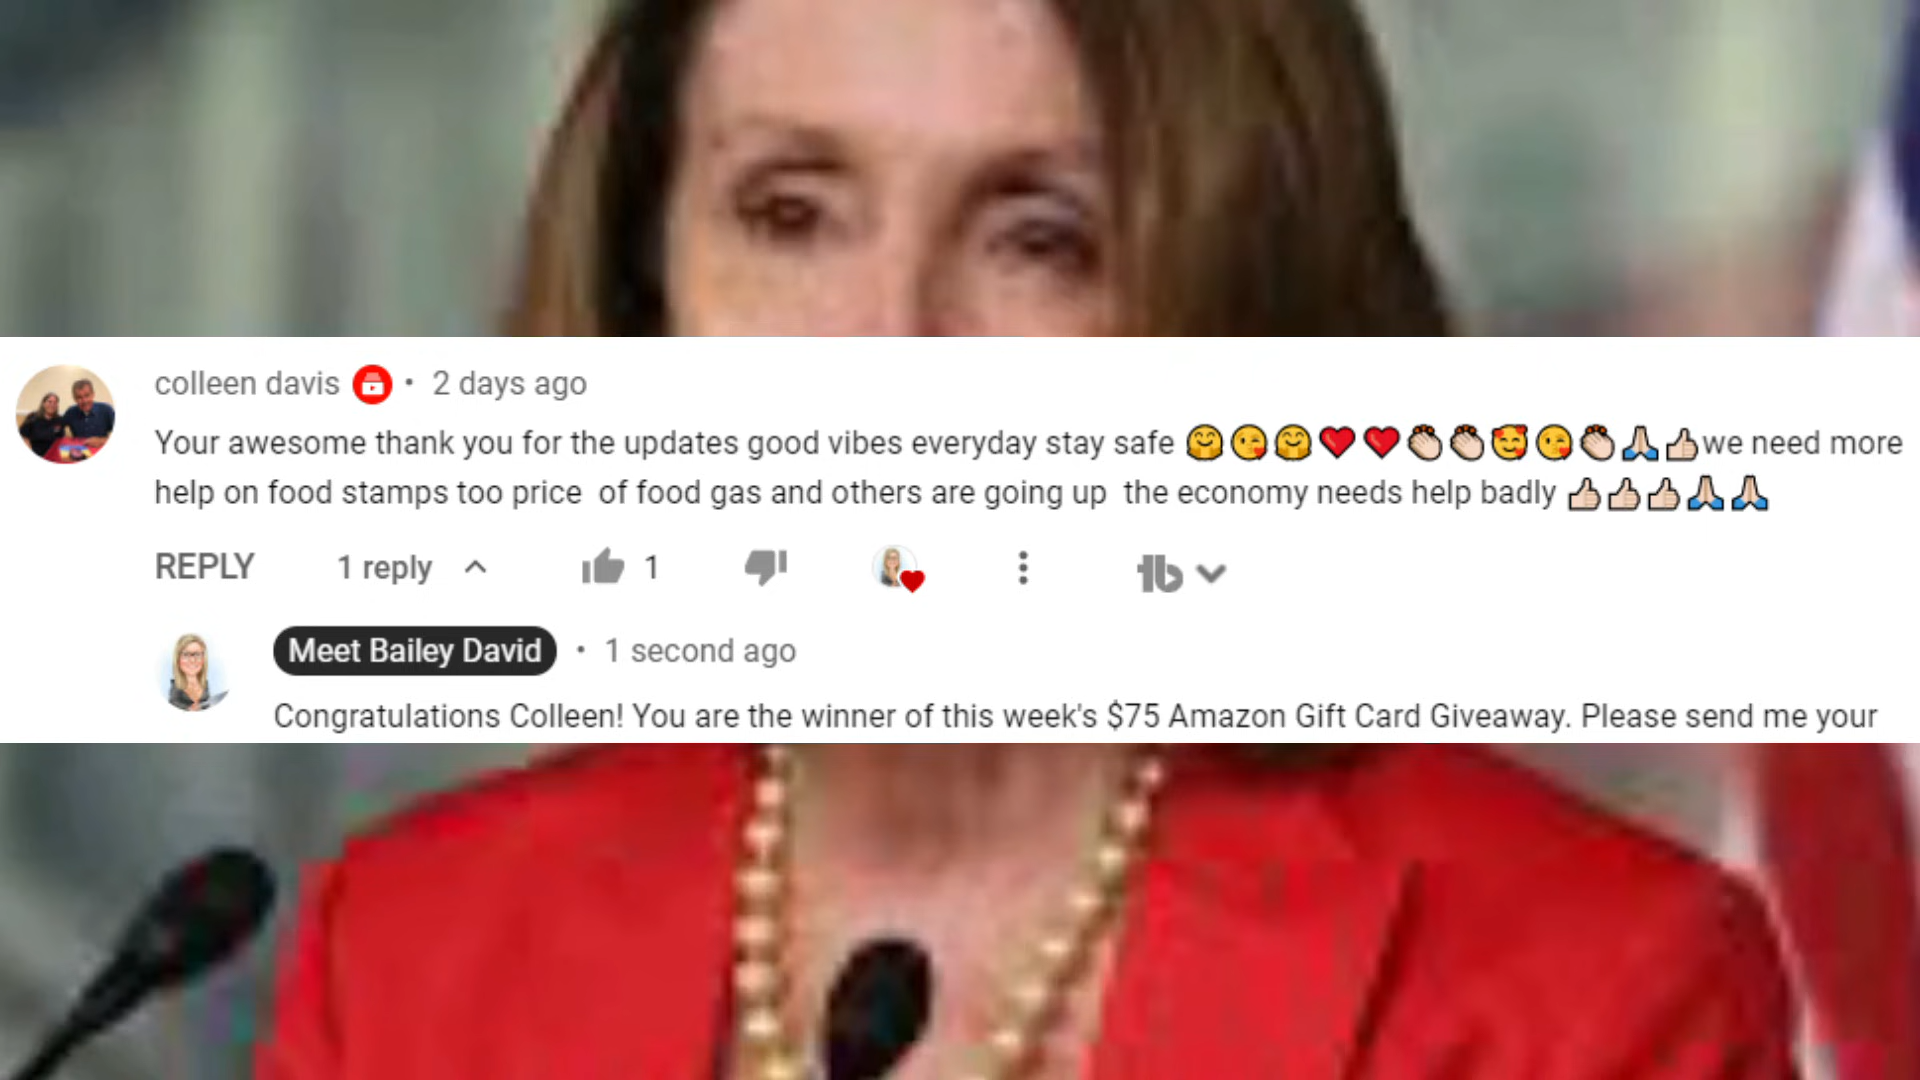 colleen davis • 2 days ago
Your awesome thank you for the updates good vibes everyday stay safe 🤗😘🤗❤️❤️👏🏻👏🏻🥰😘👏🏻🙏🏻👍🏻we need more
help on food stamps too price of food gas and others are going up the economy needs help badly 👍🏻👍🏻👍🏻🙏🏻🙏🏻
REPLY 1 reply 1 tb
Meet Bailey David • 1 second ago
Congratulations Colleen! You are the winner of this week's $75 Amazon Gift Card Giveaway. Please send me your